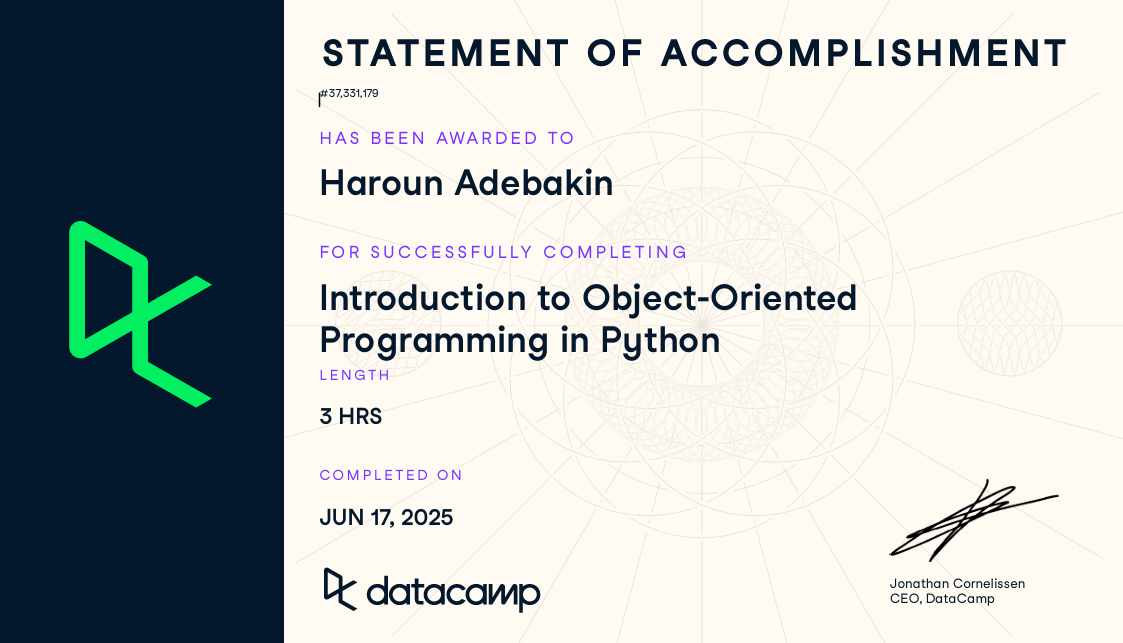 STATEMENT OF ACCOMPLISHMENT
#37,331,179
HAS BEEN AWARDED TO
Haroun Adebakin
FOR SUCCESSFULLY COMPLETING
Introduction to Object-Oriented
Programming in Python
LENGTH
3 HRS
COMPLETED ON
JUN 17, 2025
datacamp
Jonathan Cornelissen
CEO, DataCamp